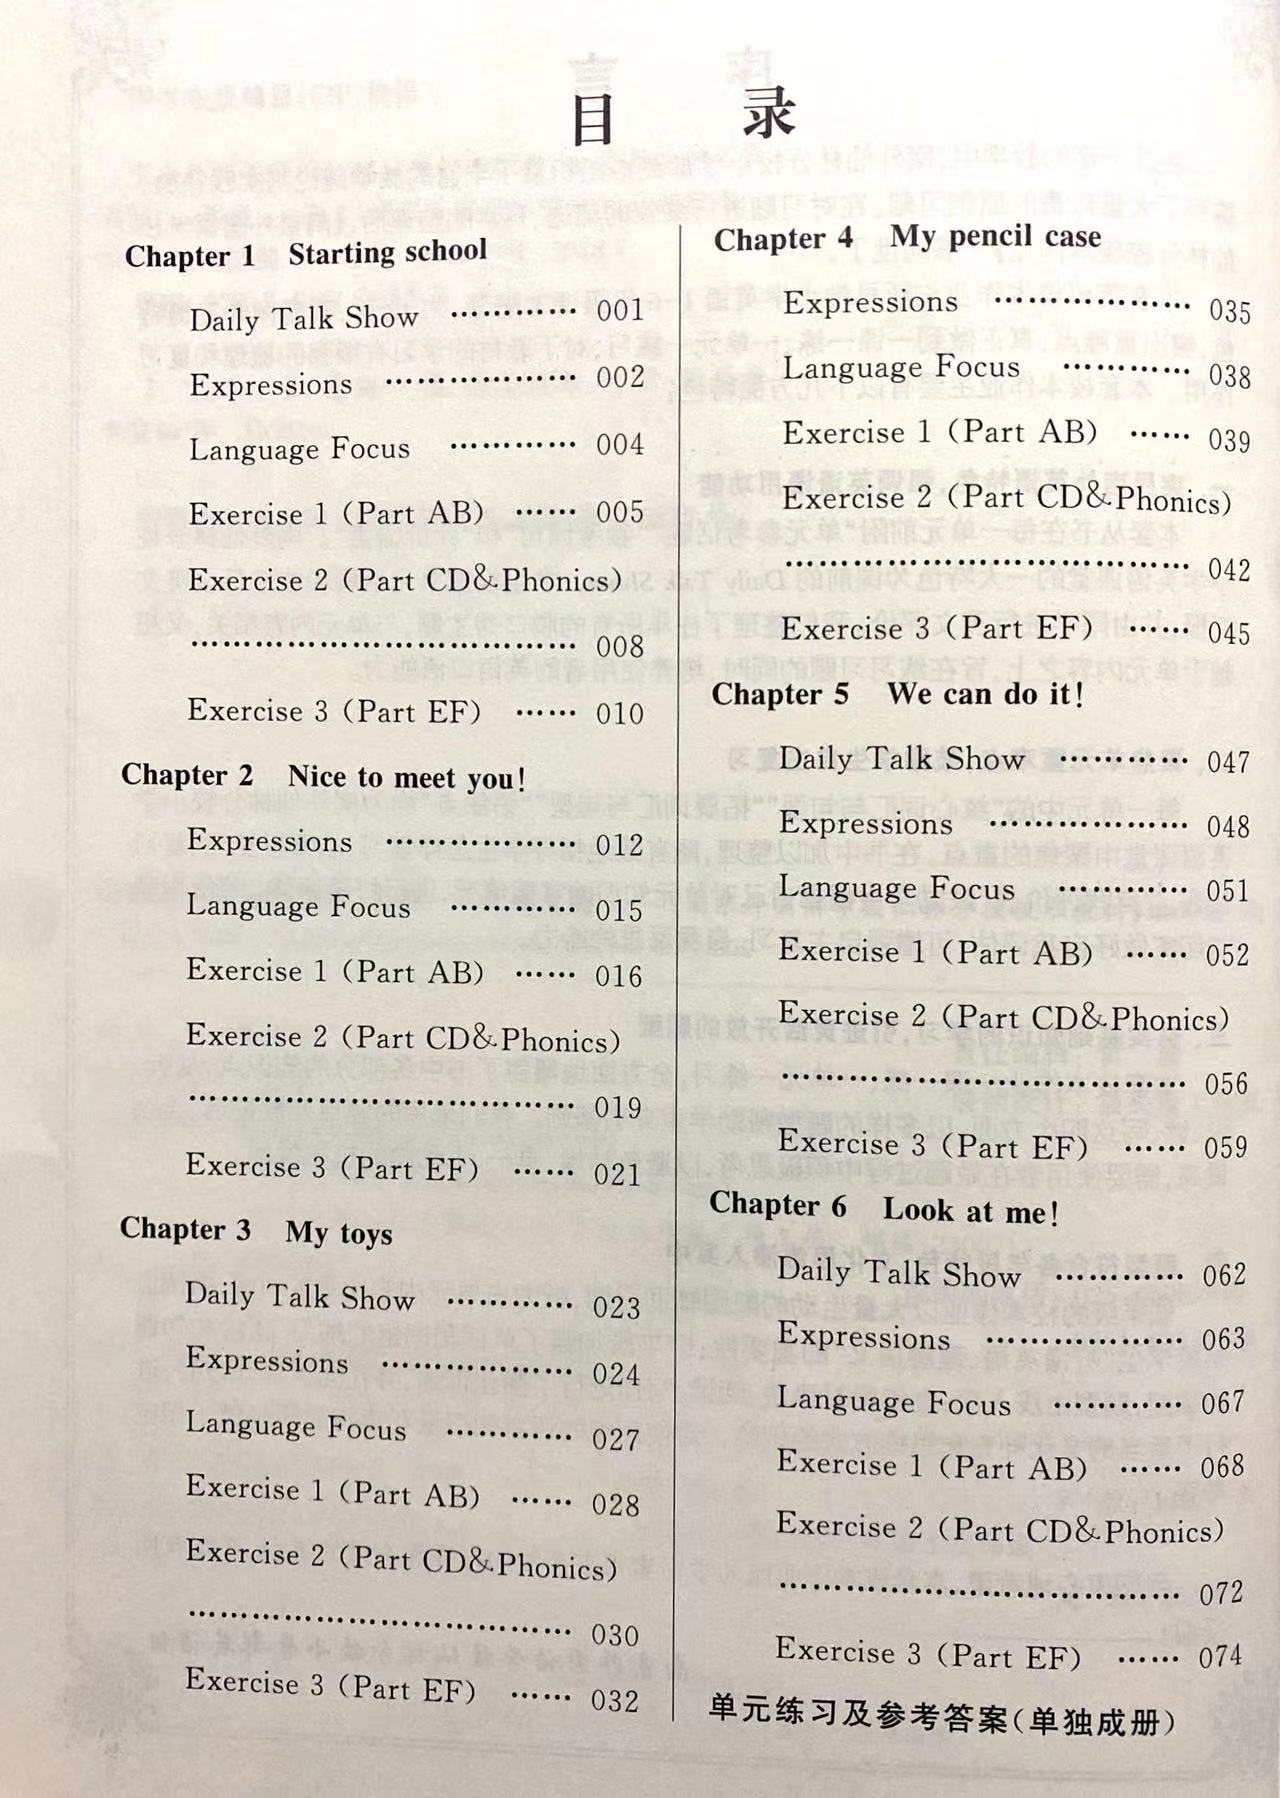 目 录
Chapter 1 Starting school
Daily Talk Show ………… 001
Expressions ……………… 002
Language Focus ………… 004
Exercise 1 (Part AB) …… 005
Exercise 2 (Part CD&Phonics)
……………………………… 008
Exercise 3 (Part EF) …… 010
Chapter 2 Nice to meet you!
Expressions ……………… 012
Language Focus ………… 015
Exercise 1 (Part AB) …… 016
Exercise 2 (Part CD&Phonics)
……………………………… 019
Exercise 3 (Part EF) …… 021
Chapter 3 My toys
Daily Talk Show ………… 023
Expressions ……………… 024
Language Focus ………… 027
Exercise 1 (Part AB) …… 028
Exercise 2 (Part CD&Phonics)
……………………………… 030
Exercise 3 (Part EF) …… 032
Chapter 4 My pencil case
Expressions ……………… 035
Language Focus ………… 038
Exercise 1 (Part AB) …… 039
Exercise 2 (Part CD&Phonics)
……………………………… 042
Exercise 3 (Part EF) …… 045
Chapter 5 We can do it!
Daily Talk Show ………… 047
Expressions ……………… 048
Language Focus ………… 051
Exercise 1 (Part AB) …… 052
Exercise 2 (Part CD&Phonics)
……………………………… 056
Exercise 3 (Part EF) …… 059
Chapter 6 Look at me!
Daily Talk Show ………… 062
Expressions ……………… 063
Language Focus ………… 067
Exercise 1 (Part AB) …… 068
Exercise 2 (Part CD&Phonics)
……………………………… 072
Exercise 3 (Part EF) …… 074
单元练习及参考答案(单独成册)